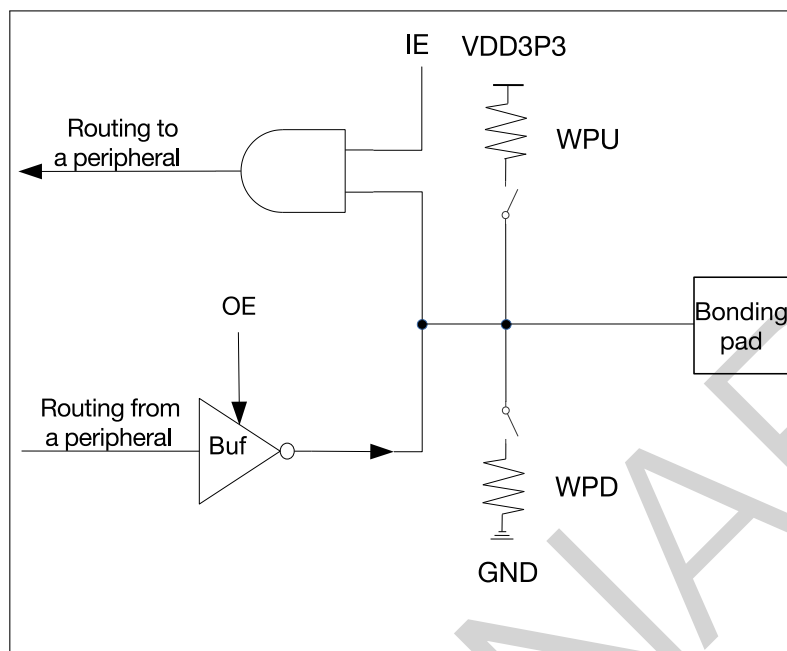 IE
VDD3P3
Routing to
a peripheral
WPU
OE
Bonding
pad
Routing from
a peripheral
Buf
WPD
GND